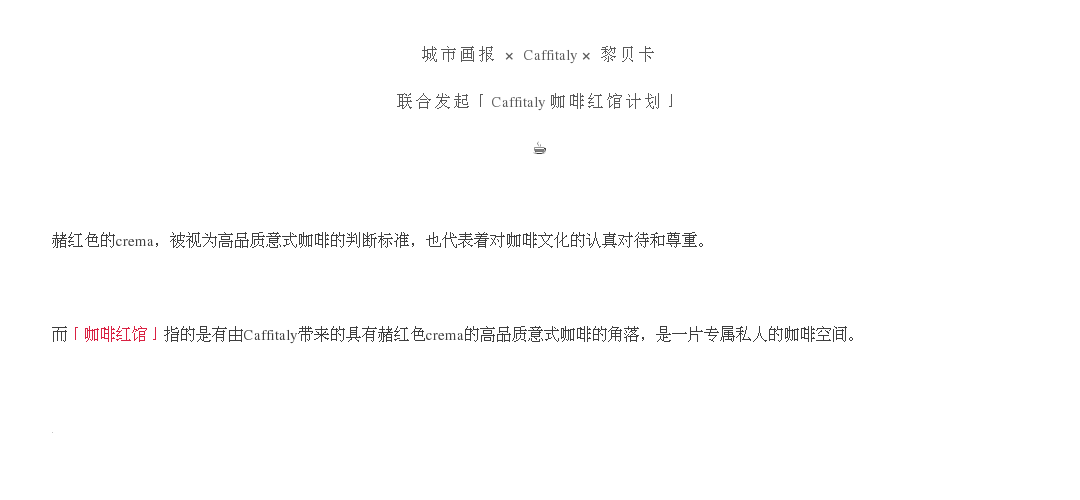 城市画报 × Caffitaly × 黎贝卡
联合发起「 Caffitaly 咖啡红馆计划 」
☕
赭红色的crema，被视为高品质意式咖啡的判断标准，也代表着对咖啡文化的认真对待和尊重。
而「 咖啡红馆 」指的是有由Caffitaly带来的具有赭红色crema的高品质意式咖啡的角落，是一片专属私人的咖啡空间。